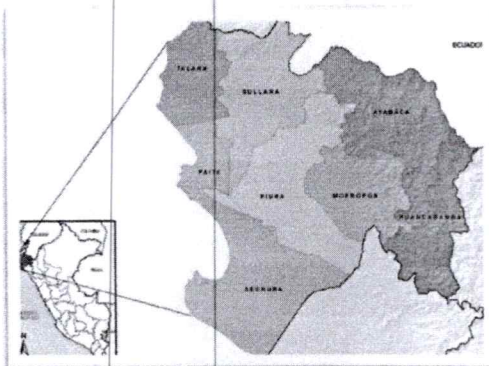 ECUADOR
TALARA
SULLANA
AYABACA
PAITA
PIURA
MORROPON
HUANCABAMBA
SECHURA
N